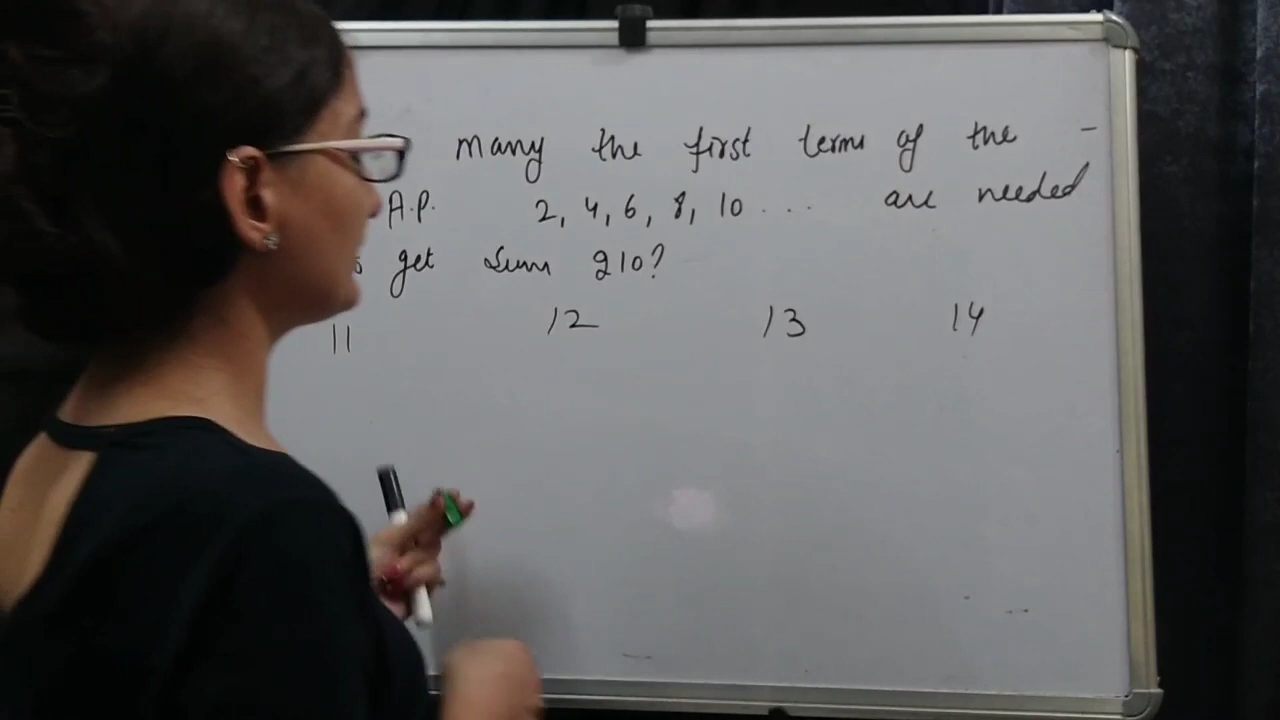 many the first terms of the -
A.P. 2, 4, 6, 8, 10 ... are needed
get sum 210?
11 12 13 14